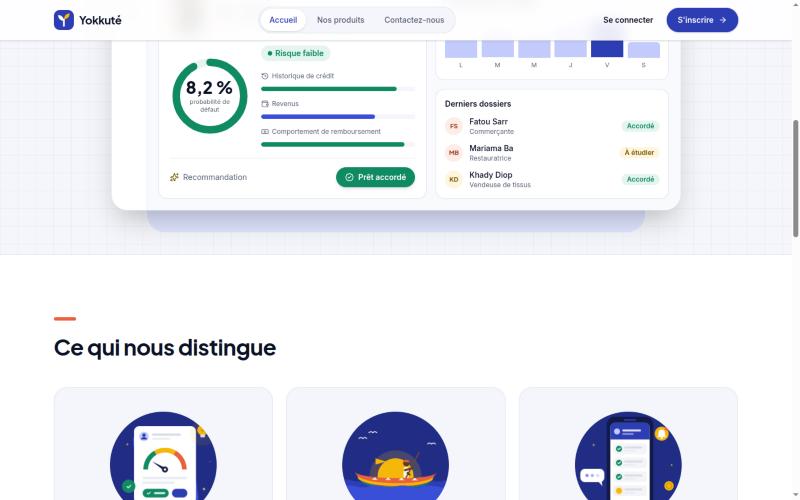 Yokkuté
Accueil
Nos produits
Contactez-nous
Se connecter
S'inscrire
8,2 %
probabilité de
défaut
Risque faible
Historique de crédit
Revenus
Comportement de remboursement
Recommandation
Prêt accordé
L M M J V S
Derniers dossiers
FS
Fatou Sarr
Commerçante
Accordé
MB
Mariama Ba
Restauratrice
À étudier
KD
Khady Diop
Vendeuse de tissus
Accordé
Ce qui nous distingue